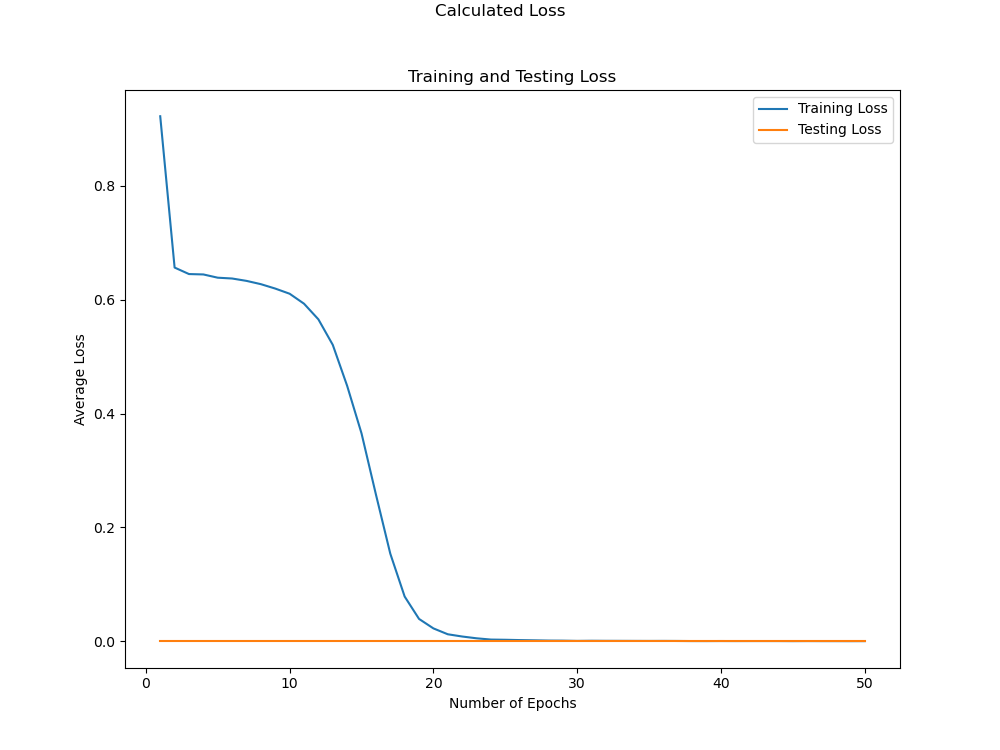 Calculated Loss
Training and Testing Loss
Training Loss
Testing Loss
Average Loss
0.8
0.6
0.4
0.2
0.0
0 10 20 30 40 50
Number of Epochs